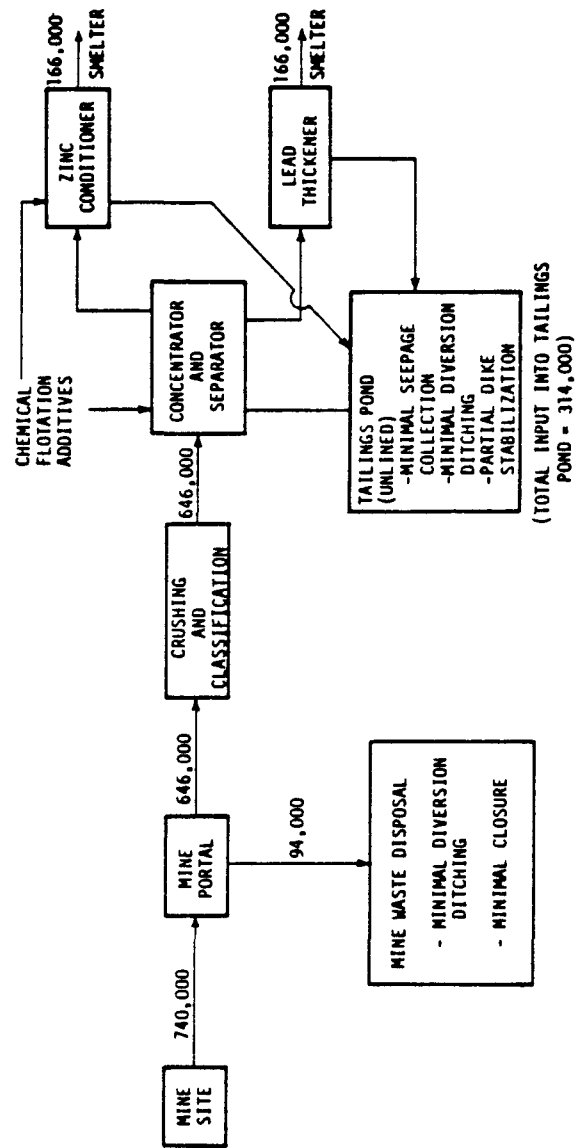 MINE
SITE
740,000
MINE
PORTAL
646,000
94,000
MINE WASTE DISPOSAL
- MINIMAL DIVERSION
DITCHING
- MINIMAL CLOSURE
CRUSHING
AND
CLASSIFICATION
646,000
CHEMICAL
FLOTATION
ADDITIVES
CONCENTRATOR
AND
SEPARATOR
ZINC
CONDITIONER
166,000
SMELTER
LEAD
THICKENER
166,000
SMELTER
TAILINGS POND
(UNLINED)
-MINIMAL SEEPAGE
COLLECTION
-MINIMAL DIVERSION
DITCHING
-PARTIAL DIKE
STABILIZATION
(TOTAL INPUT INTO TAILINGS
POND = 314,000)